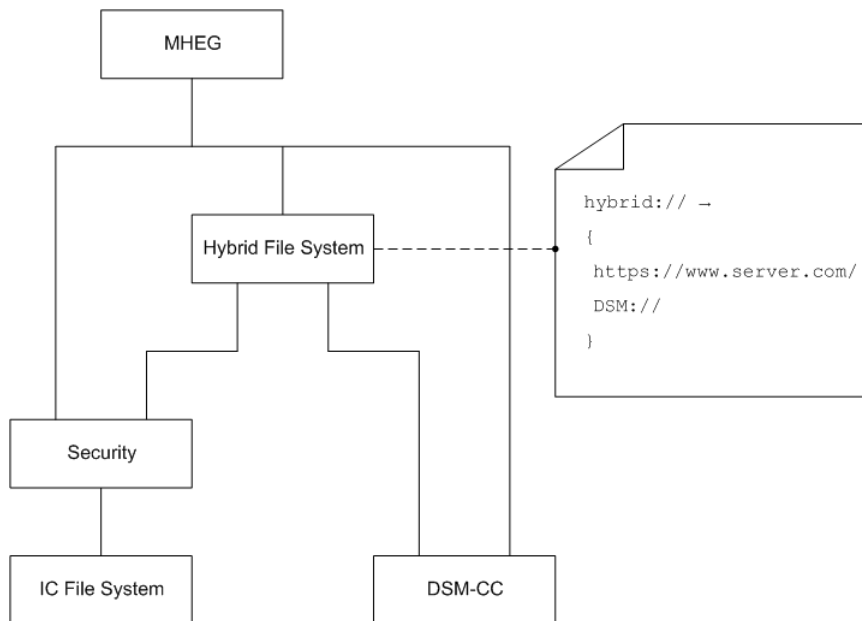 MHEG
hybrid:// →
Hybrid File System
{
https://www.server.com/
DSM://
}
Security
IC File System
DSM-CC